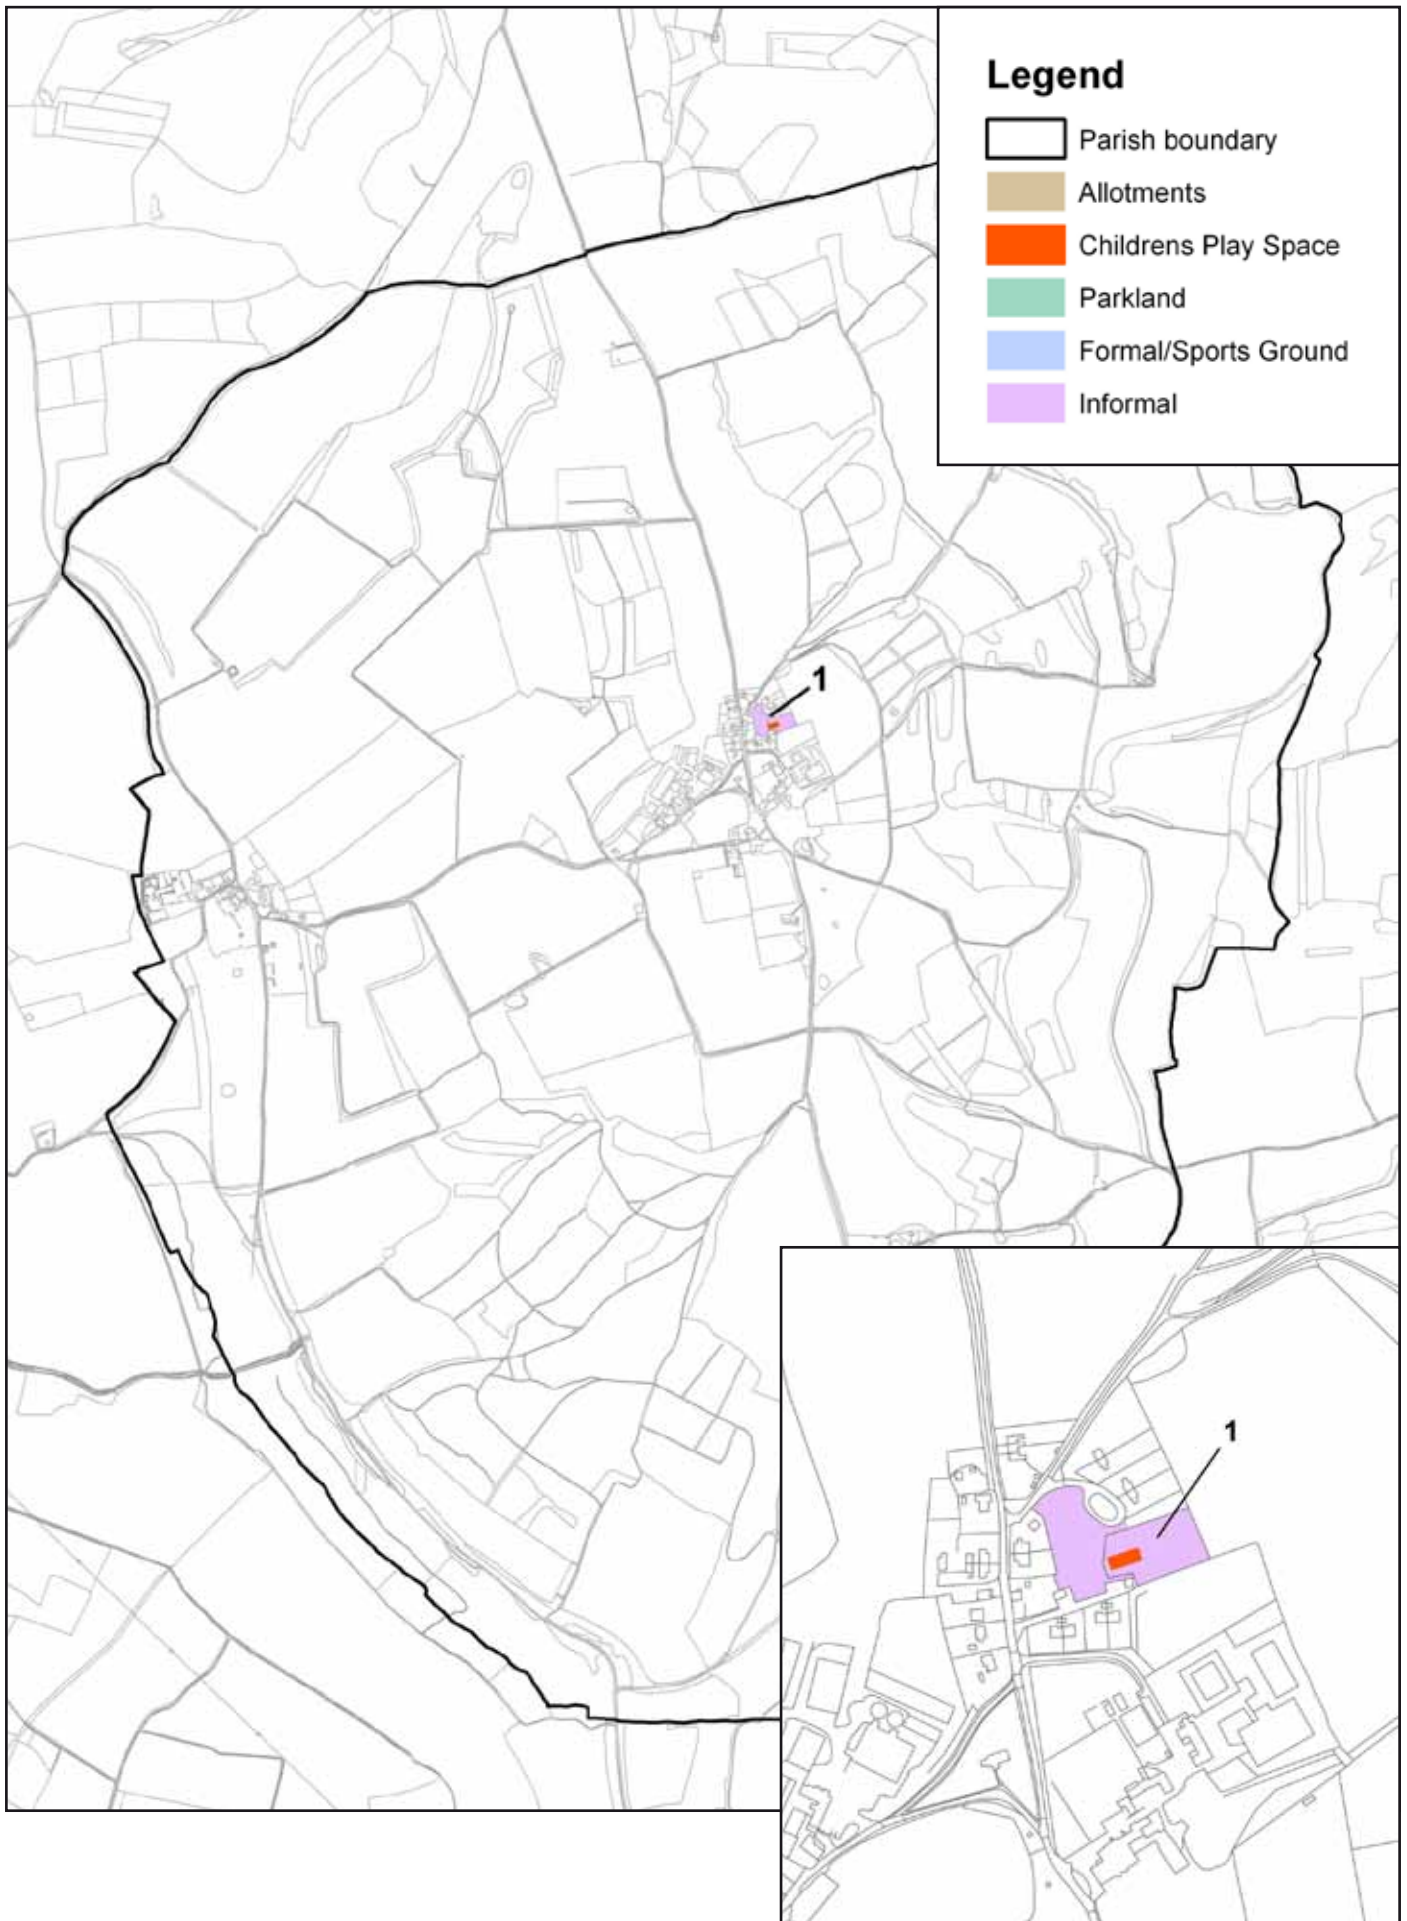 Legend
Parish boundary
Allotments
Childrens Play Space
Parkland
Formal/Sports Ground
Informal
1
1